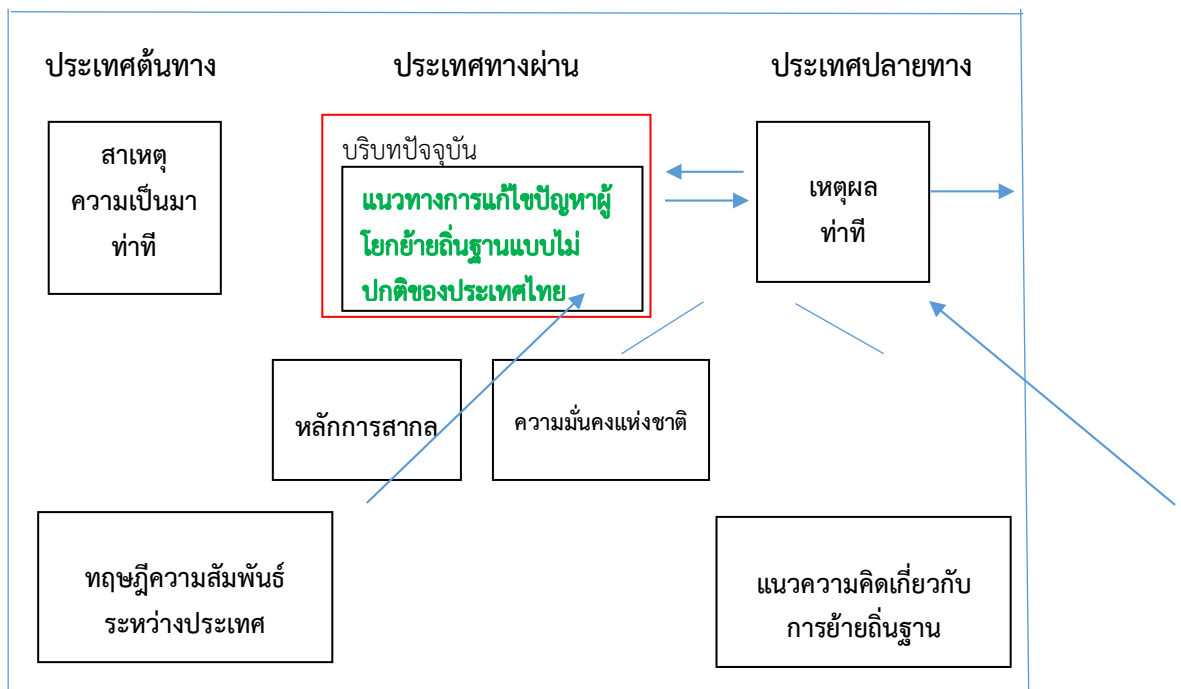 ประเทศต้นทาง
ประเทศทางผ่าน
ประเทศปลายทาง
สาเหตุ
ความเป็นมา
ท่าที
บริบทปัจจุบัน
แนวทางการแก้ไขปัญหาผู้
โยกย้ายถิ่นฐานแบบไม่
ปกติของประเทศไทย
เหตุผล
ท่าที
หลักการสากล
ความมั่นคงแห่งชาติ
ทฤษฎีความสัมพันธ์
ระหว่างประเทศ
แนวความคิดเกี่ยวกับ
การย้ายถิ่นฐาน